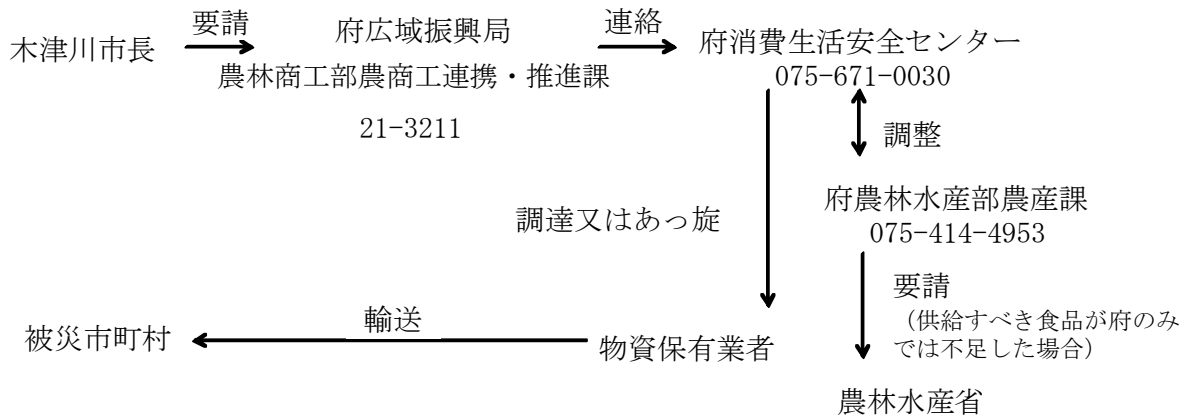 木津川市長
要請
府広域振興局
農林商工部農商工連携・推進課
21-3211
連絡
府消費生活安全センター
075-671-0030
調整
調達又はあっ旋
府農林水産部農産課
075-414-4953
要請
（供給すべき食品が府のみ
では不足した場合）
被災市町村
輸送
物資保有業者
農林水産省